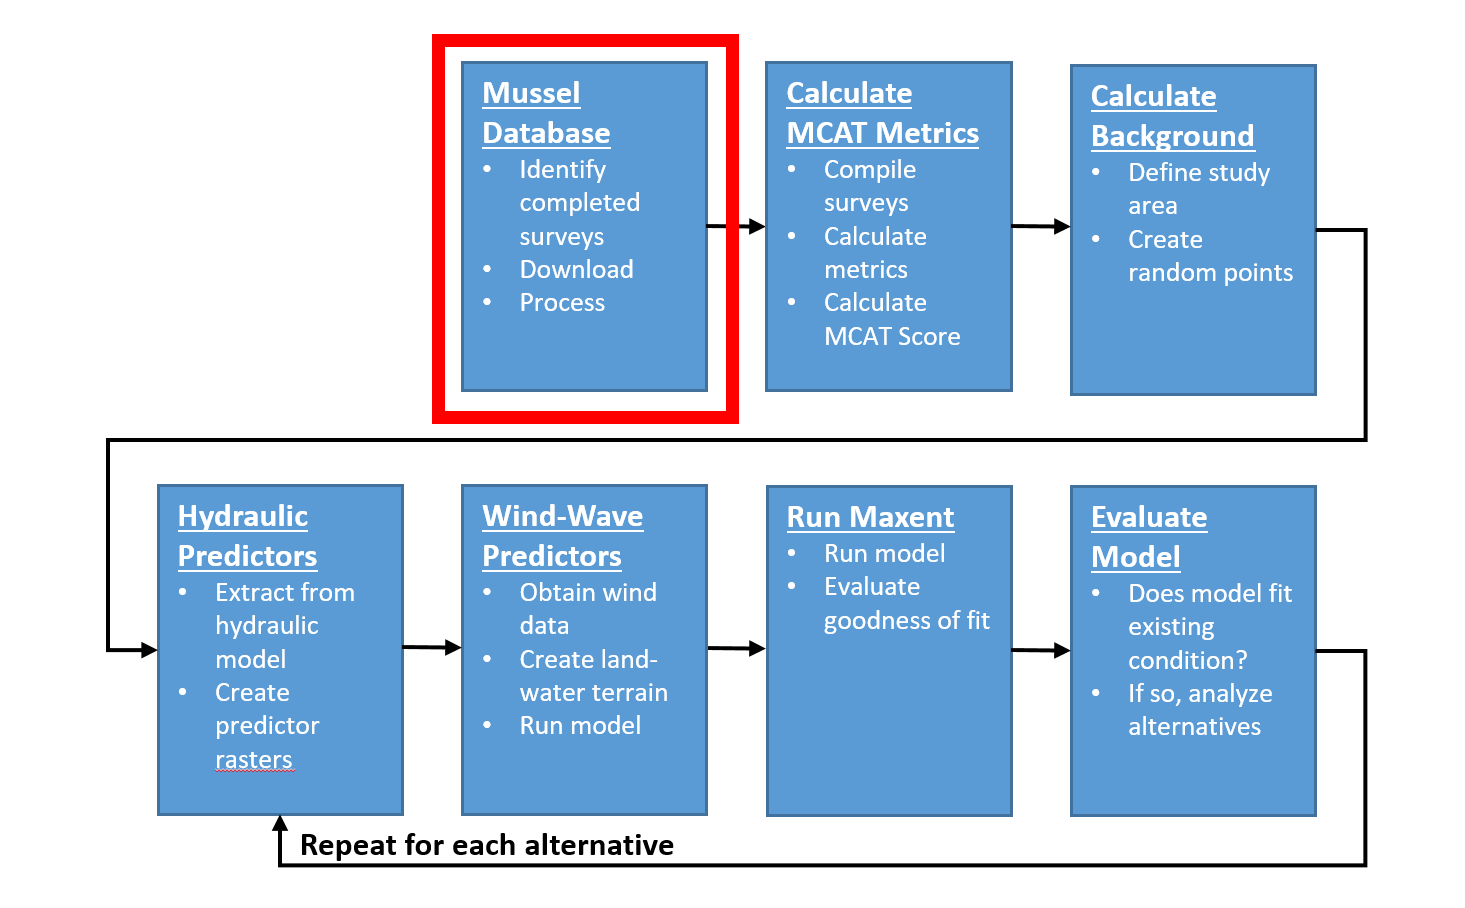 Mussel
Database
• Identify
completed
surveys
• Download
• Process
Calculate
MCAT Metrics
• Compile
surveys
• Calculate
metrics
• Calculate
MCAT Score
Calculate
Background
• Define study
area
• Create
random points
Hydraulic
Predictors
• Extract from
hydraulic
model
• Create
predictor
rasters
Wind-Wave
Predictors
• Obtain wind
data
• Create land-
water terrain
• Run model
Run Maxent
• Run model
• Evaluate
goodness of fit
Evaluate
Model
• Does model fit
existing
condition?
• If so, analyze
alternatives
Repeat for each alternative